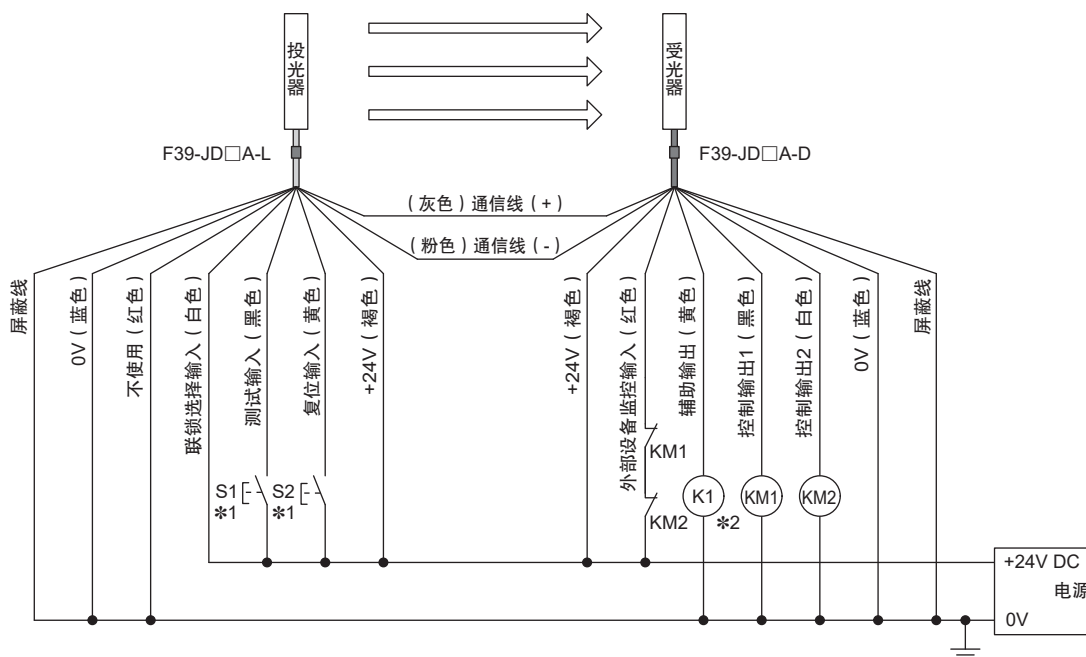 投光器
受光器
F39-JD□A-L
F39-JD□A-D
（灰色）通信线（+）
（粉色）通信线（-）
屏蔽线
0V（蓝色）
不使用（红色）
联锁选择输入（白色）
测试输入（黑色）
复位输入（黄色）
+24V（褐色）
+24V（褐色）
外部设备监控输入（红色）
辅助输出（黄色）
控制输出1（黑色）
控制输出2（白色）
0V（蓝色）
屏蔽线
KM1
S1
S2
K1
KM1
KM2
*1
*1
KM2
*2
+24V DC
电源
0V